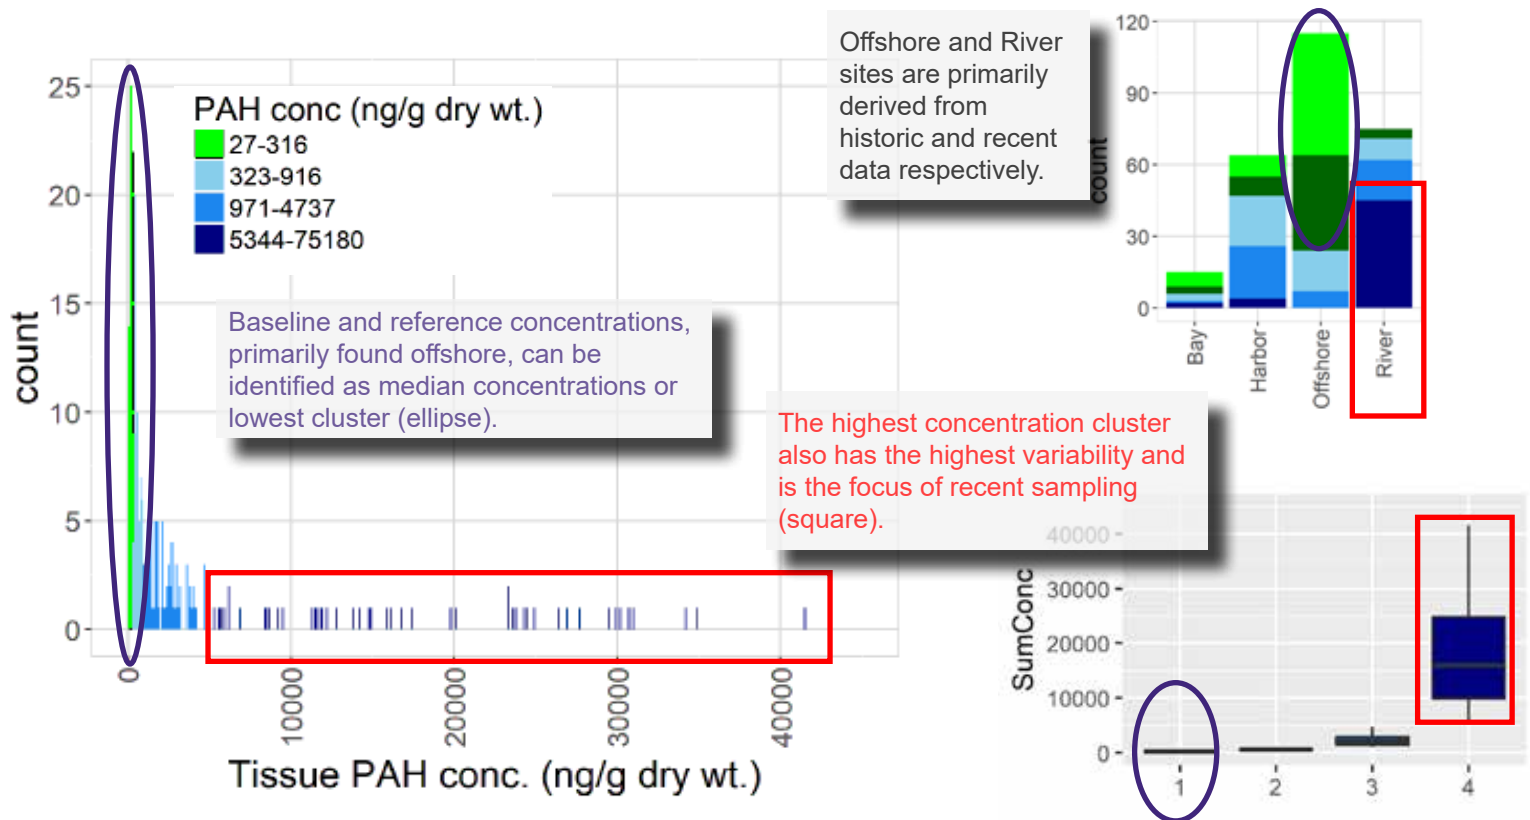 25
20
15
10
5
0
count
PAH conc (ng/g dry wt.)
27-316
323-916
971-4737
5344-75180
Baseline and reference concentrations,
primarily found offshore, can be
identified as median concentrations or
lowest cluster (ellipse).
0
10000
20000
30000
40000
Tissue PAH conc. (ng/g dry wt.)
Offshore and River
sites are primarily
derived from
historic and recent
data respectively.
120
90
60
30
0
count
Bay
Harbor
Offshore
River
The highest concentration cluster
also has the highest variability and
is the focus of recent sampling
(square).
40000
30000
20000
10000
0
SumConc
1
2
3
4